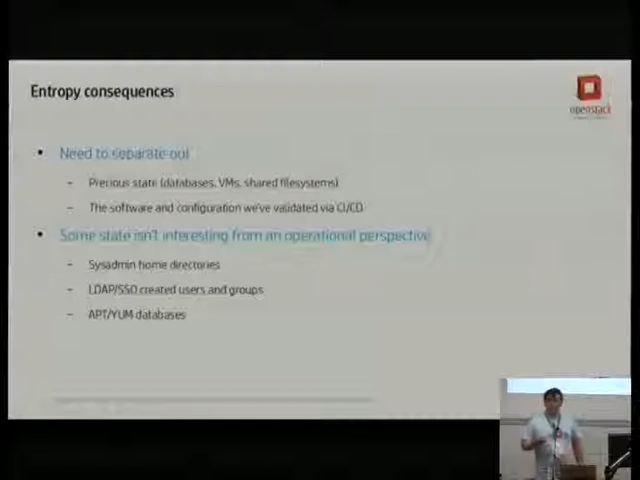 Entropy consequences
openstack
• Need to separate out
- Precious state (databases, VMs, shared filesystems)
- The software and configuration we've validated via CI/CD
• Some state isn't interesting from an operational perspective
- Sysadmin home directories
- LDAP/SSO created users and groups
- APT/YUM databases